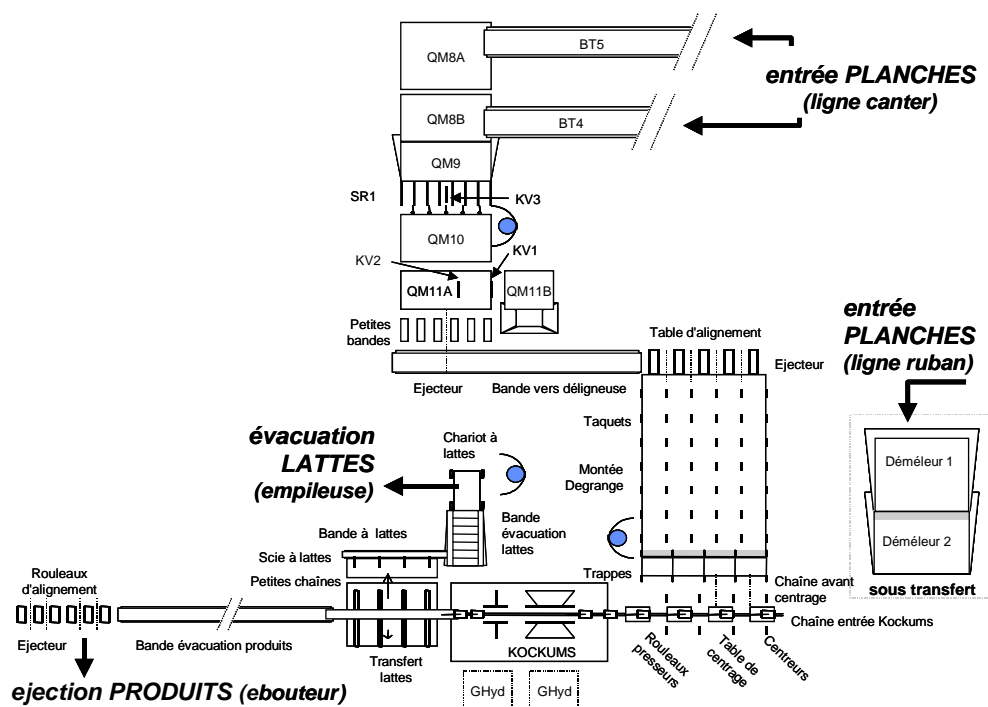 QM8A
BT5
entrée PLANCHES
(ligne canter)
QM8B
BT4
QM9
SR1
KV3
QM10
KV2
KV1
QM11A
QM11B
Petites
bandes
Ejecteur
Bande vers déligneuse
Table d'alignement
Ejecteur
entrée
PLANCHES
(ligne ruban)
Taquets
Montée
Degrange
Trappes
Déméleur 1
Déméleur 2
sous transfert
évacuation
LATTES
(empileuse)
Chariot à
lattes
Bande
évacuation
lattes
Bande à lattes
Scie à lattes
Petites chaînes
Rouleaux
d'alignement
Ejecteur
Bande évacuation produits
Transfert
lattes
KOCKUMS
Chaîne avant
centrage
Chaîne entrée Kockums
Rouleaux
presseurs
Table de
centrage
Centreurs
GHyd
GHyd
ejection PRODUITS (ebouteur)